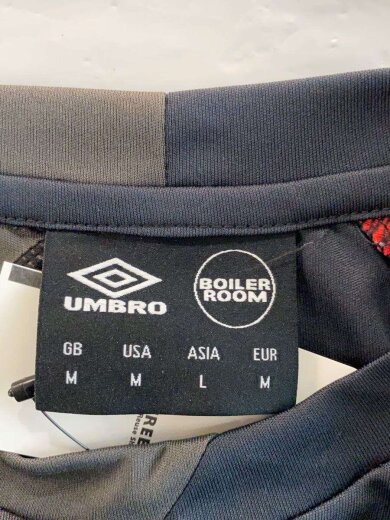 UMBRO
BOILER
ROOM
GB USA ASIA EUR
M M L M